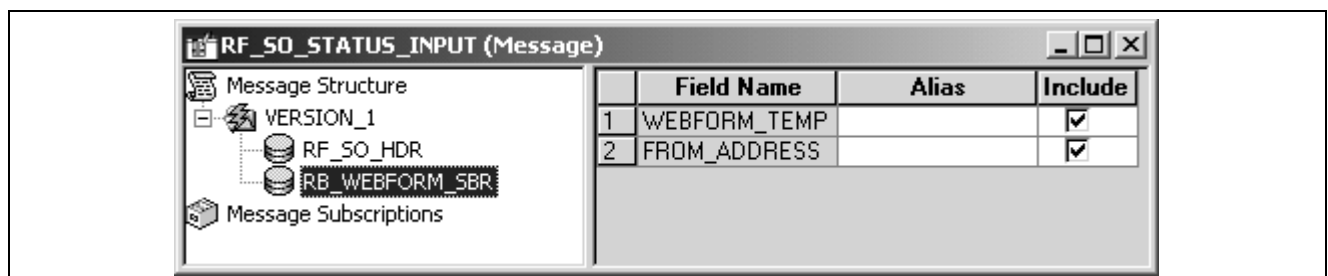 RF_SO_STATUS_INPUT (Message)
Message Structure
VERSION_1
RF_SO_HDR
RB_WEBFORM_SBR
Message Subscriptions
Field Name Alias Include
1 WEBFORM_TEMP
2 FROM_ADDRESS